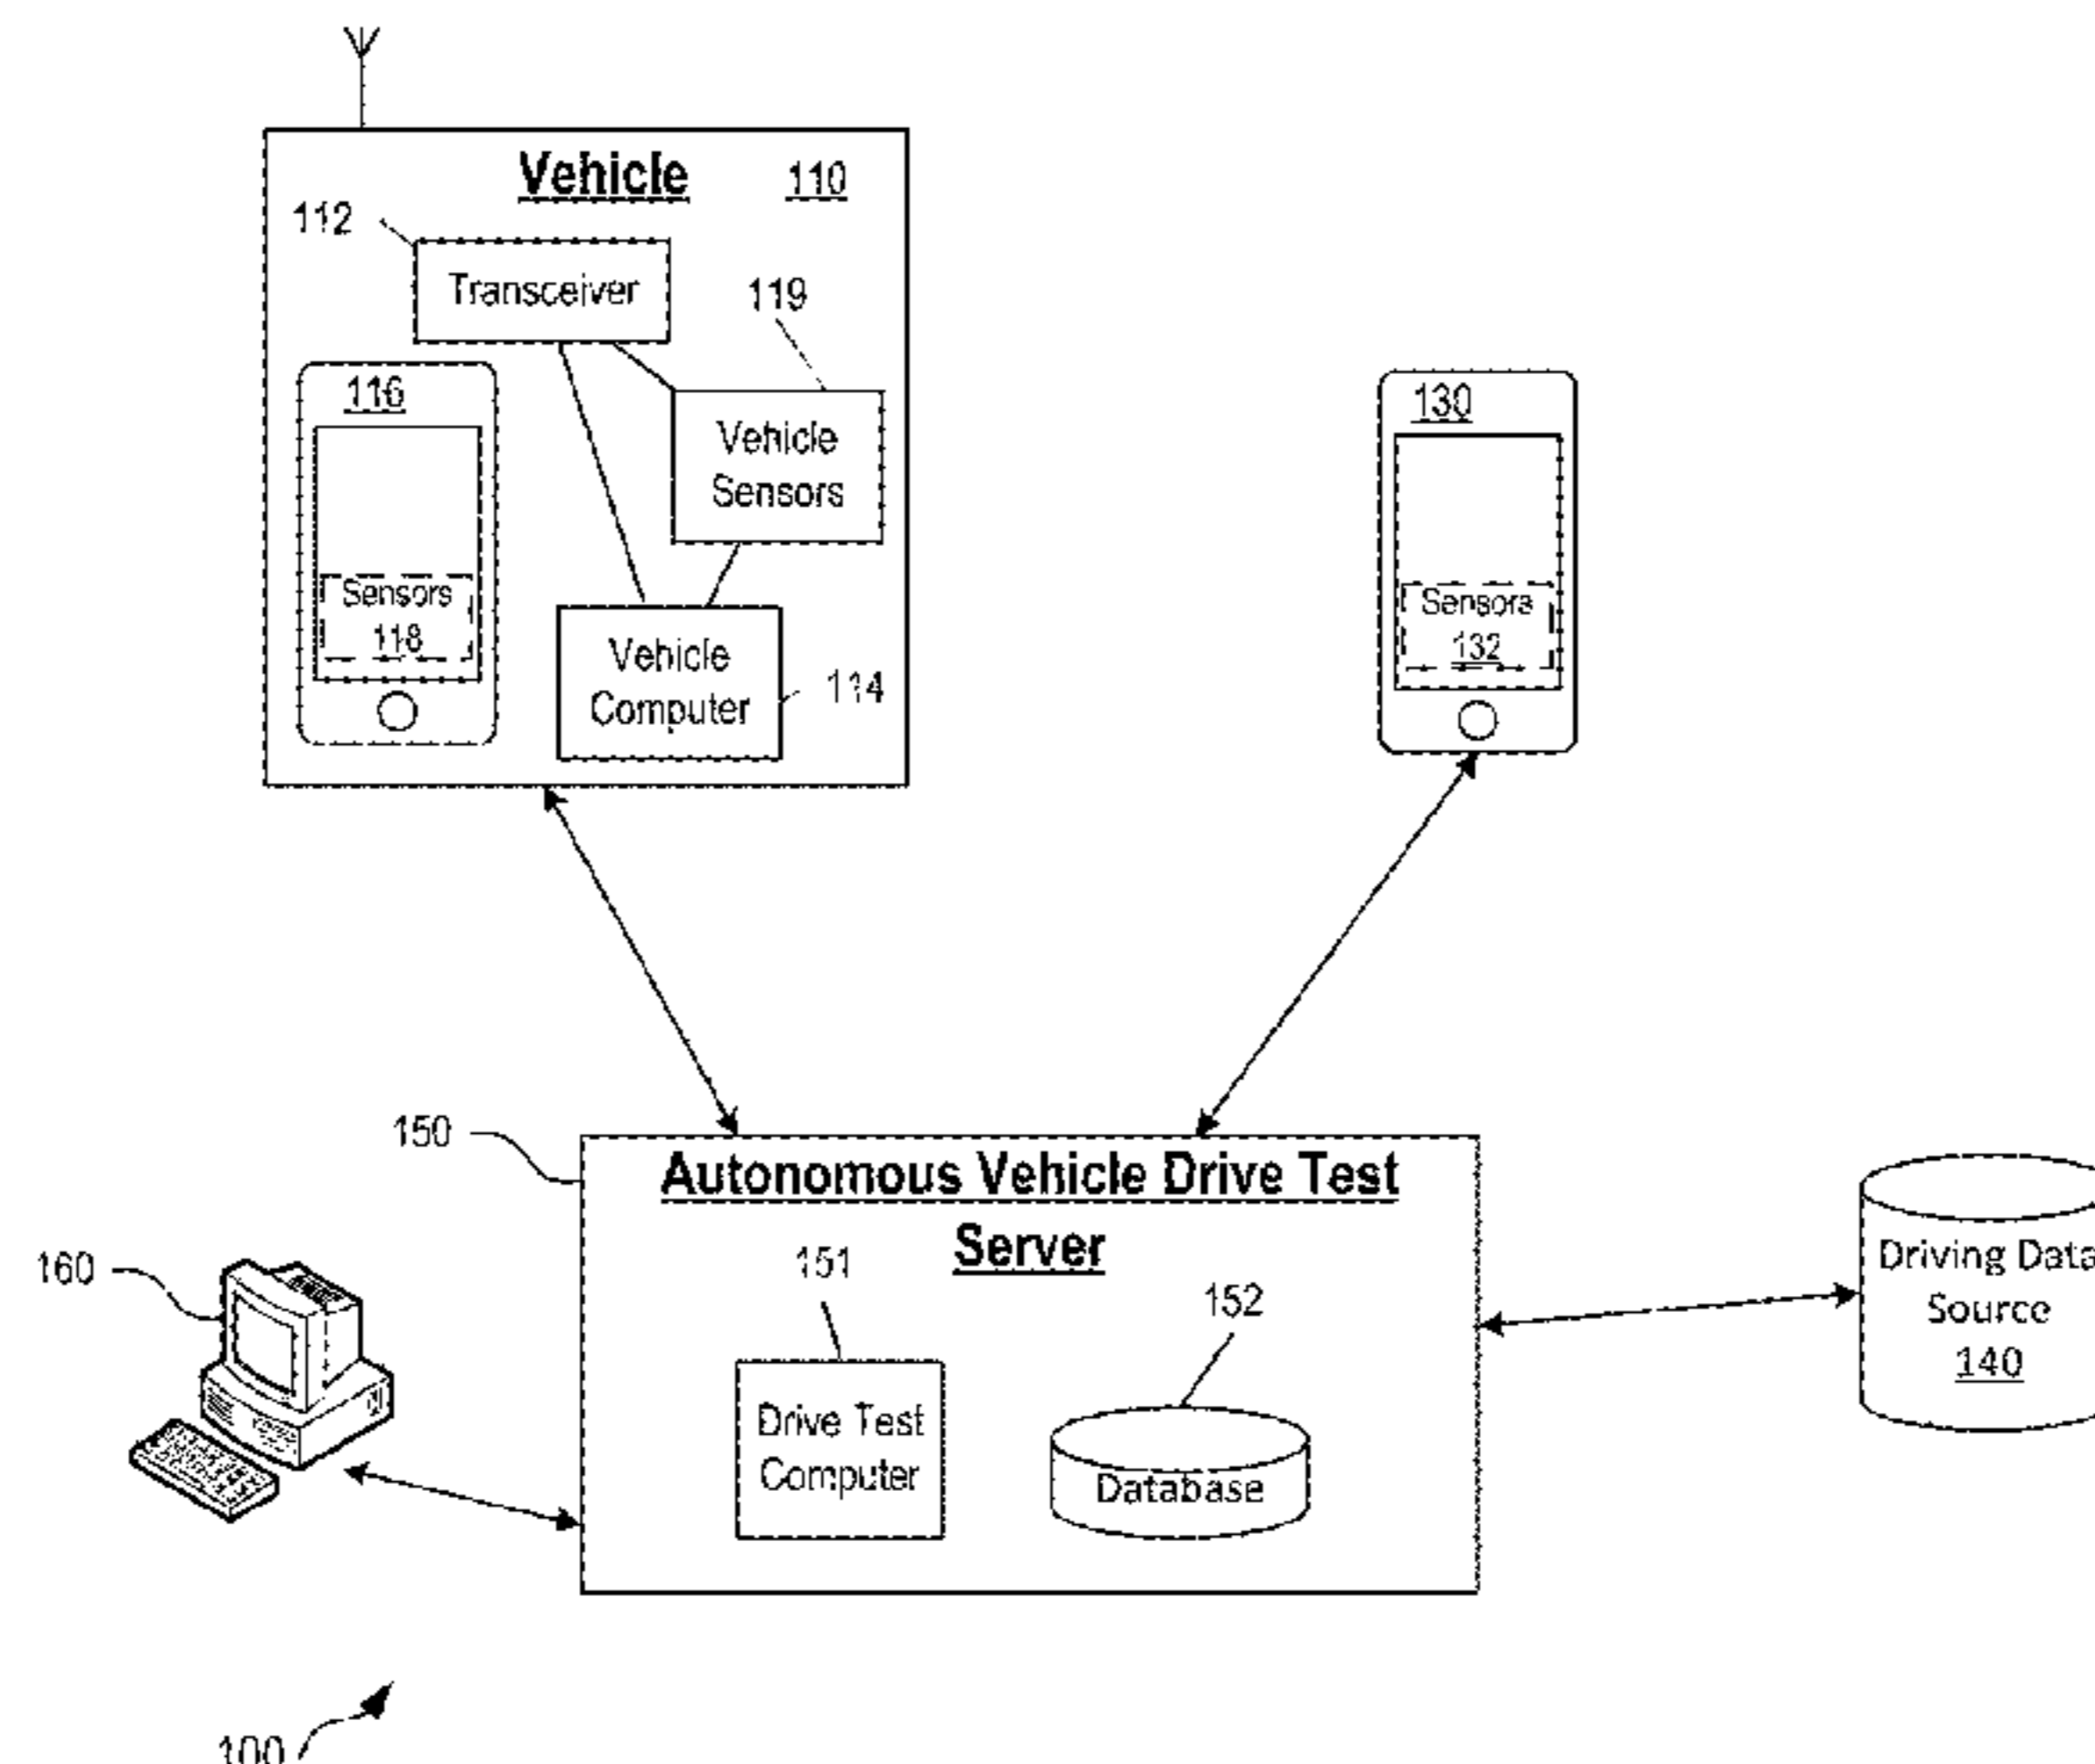 Vehicle 110
112
Transceiver
119
116
Vehicle
Sensors
Sensors
118
Vehicle
Computer
114
130
Sensors
132
150
Autonomous Vehicle Drive Test
Server
160
151
152
Drive Test
Computer
Database
Driving Data
Source
140
100